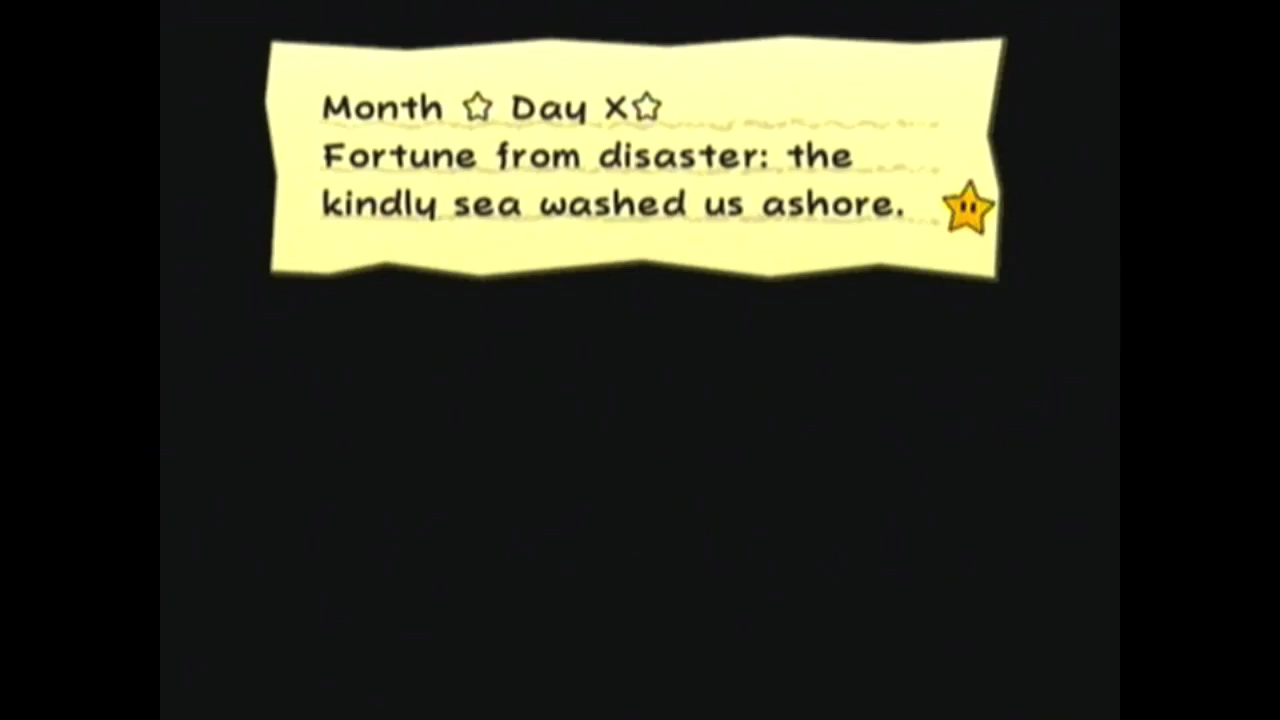 Month ☆ Day X☆
Fortune from disaster: the
kindly sea washed us ashore.